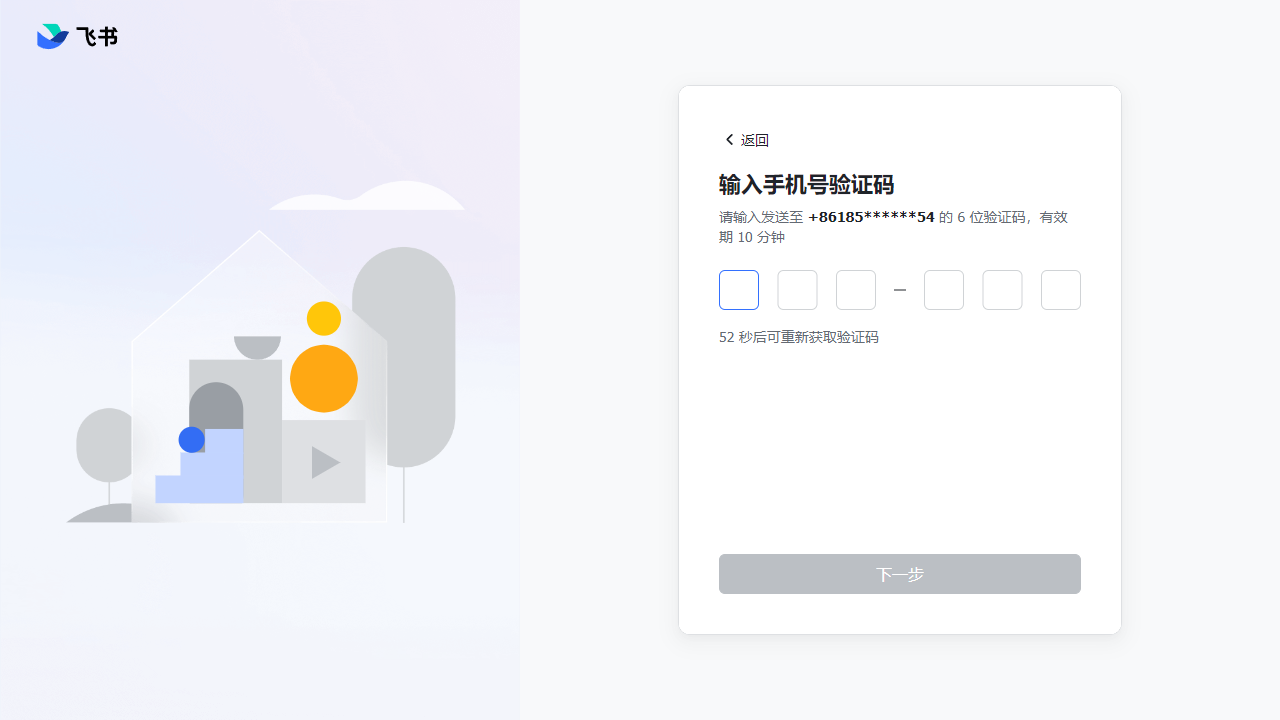 飞书
返回
输入手机号验证码
请输入发送至 +86185******54 的 6 位验证码，有效
期 10 分钟
52 秒后可重新获取验证码
下一步